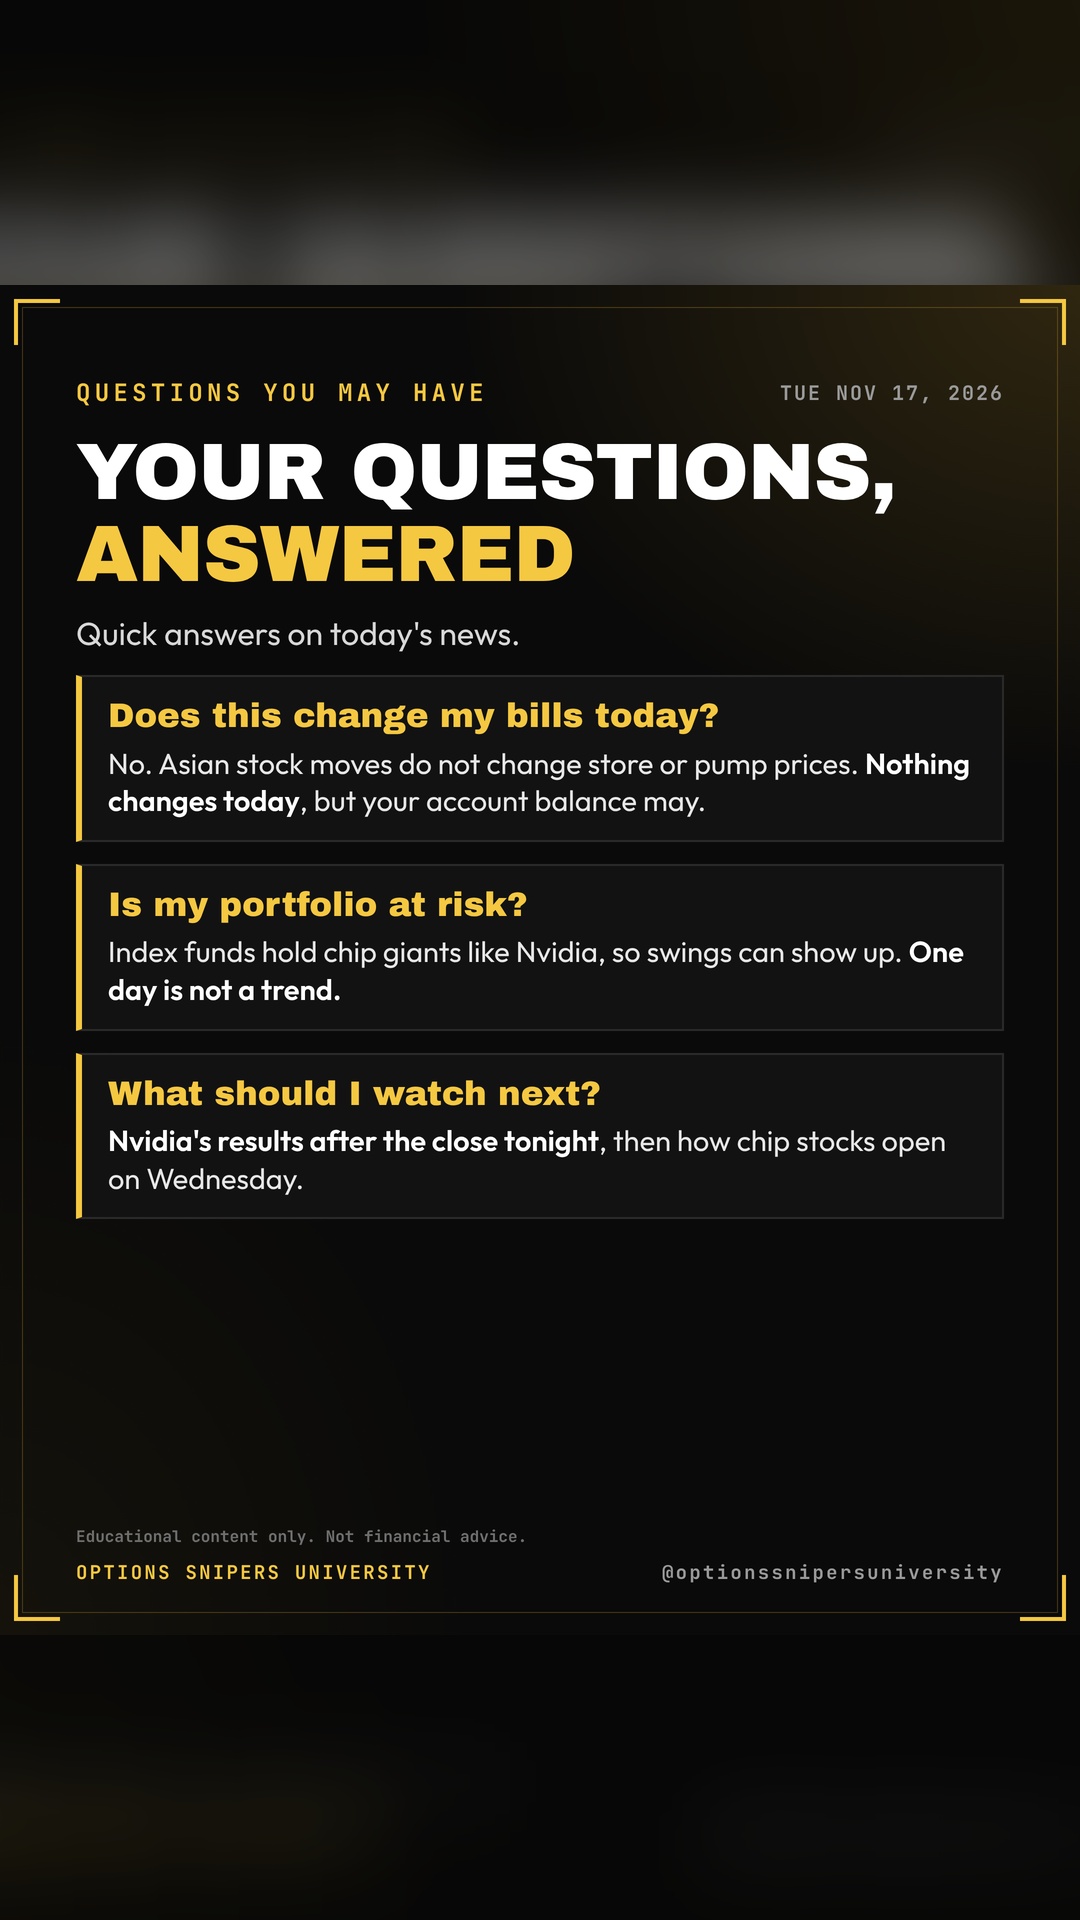 QUESTIONS YOU MAY HAVE
TUE NOV 17, 2026
YOUR QUESTIONS,
ANSWERED
Quick answers on today's news.
Does this change my bills today?
No. Asian stock moves do not change store or pump prices. Nothing
changes today, but your account balance may.
Is my portfolio at risk?
Index funds hold chip giants like Nvidia, so swings can show up. One
day is not a trend.
What should I watch next?
Nvidia's results after the close tonight, then how chip stocks open
on Wednesday.
Educational content only. Not financial advice.
OPTIONS SNIPERS UNIVERSITY
@optionssnipersuniversity